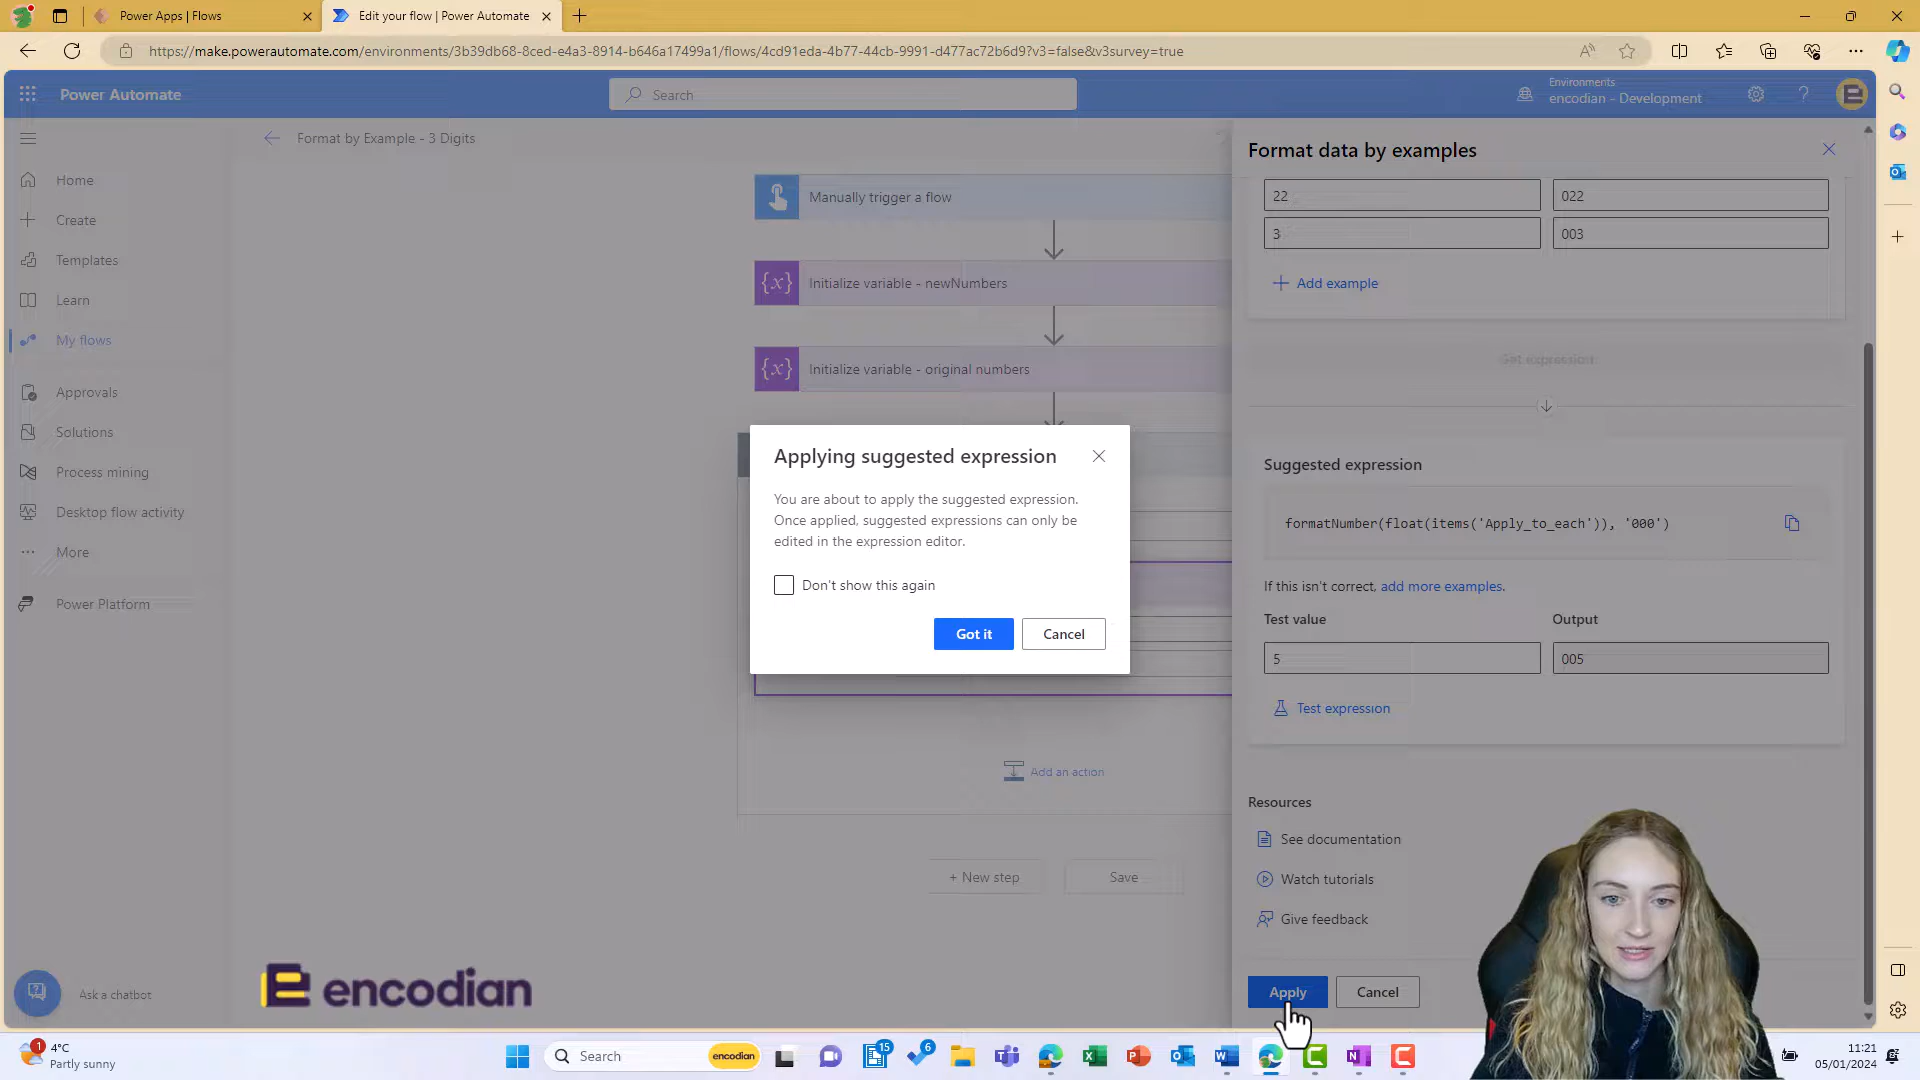 Power Apps | Flows
Edit your flow | Power Automate
https://make.powerautomate.com/environments/3b39db68-8ced-e4a3-8914-b646a17499a1/flows/4cd91eda-4b77-44cb-9991-d477ac72b6d9?v3=false&v3survey=true
Power Automate
Search
Environments
encodian - Development
Format by Example - 3 Digits
Home
Create
Templates
Learn
My flows
Approvals
Solutions
Process mining
Desktop flow activity
More
Power Platform
Ask a chatbot
Manually trigger a flow
Initialize variable - newNumbers
Initialize variable - original numbers
Applying suggested expression
You are about to apply the suggested expression.
Once applied, suggested expressions can only be
edited in the expression editor.
Don't show this again
Got it
Cancel
Add an action
+ New step
Save
encodian
Format data by examples
22
022
3
003
Add example
Get expression
Suggested expression
formatNumber(float(items('Apply_to_each')), '000')
If this isn't correct, add more examples.
Test value
Output
5
005
Test expression
Resources
See documentation
Watch tutorials
Give feedback
Apply
Cancel
1
4°C
Partly sunny
Search
encodian
15
6
11:21
05/01/2024